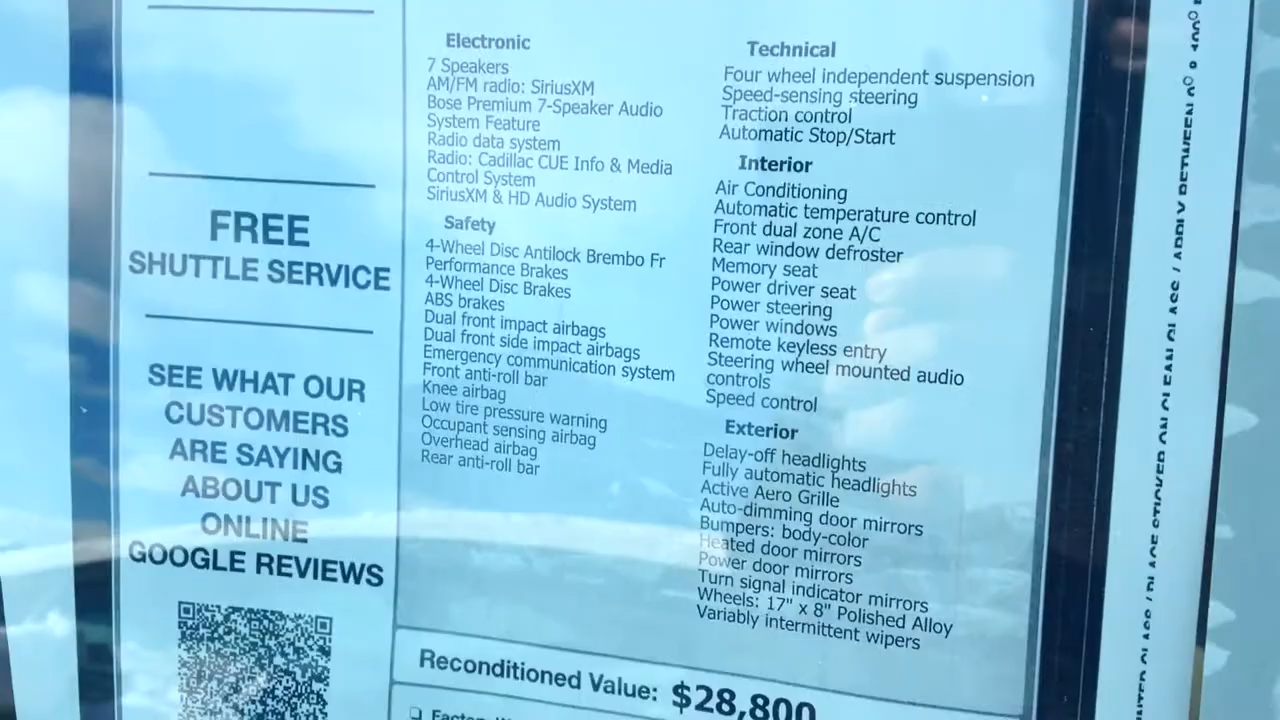 FREE
SHUTTLE SERVICE
SEE WHAT OUR
CUSTOMERS
ARE SAYING
ABOUT US
ONLINE
GOOGLE REVIEWS
Electronic
7 Speakers
AM/FM radio: SiriusXM
Bose Premium 7-Speaker Audio
System Feature
Radio data system
Radio: Cadillac CUE Info & Media
Control System
SiriusXM & HD Audio System
Safety
4-Wheel Disc Antilock Brembo Fr
Performance Brakes
4-Wheel Disc Brakes
ABS brakes
Dual front impact airbags
Dual front side impact airbags
Emergency communication system
Front anti-roll bar
Knee airbag
Low tire pressure warning
Occupant sensing airbag
Overhead airbag
Rear anti-roll bar
Technical
Four wheel independent suspension
Speed-sensing steering
Traction control
Automatic Stop/Start
Interior
Air Conditioning
Automatic temperature control
Front dual zone A/C
Rear window defroster
Memory seat
Power driver seat
Power steering
Power windows
Remote keyless entry
Steering wheel mounted audio
controls
Speed control
Exterior
Delay-off headlights
Fully automatic headlights
Active Aero Grille
Auto-dimming door mirrors
Bumpers: body-color
Heated door mirrors
Power door mirrors
Turn signal indicator mirrors
Wheels: 17" x 8" Polished Alloy
Variably intermittent wipers
Reconditioned Value: $28,800
GLASS / PLACE STICKER ON CLEAN GLASS / APPLY BETWEEN